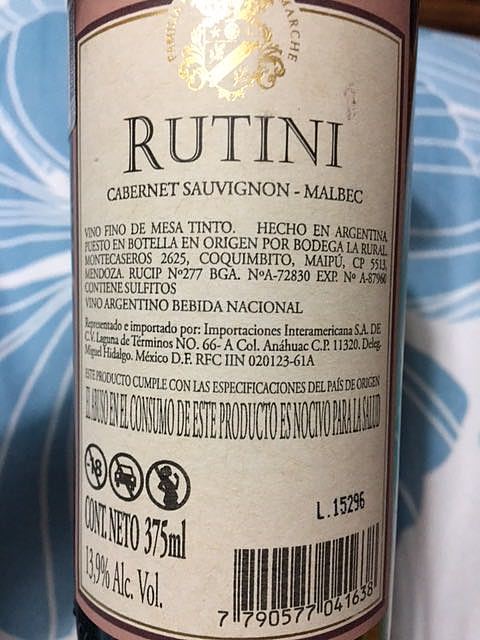 FAMILIA
MARCHE
RUTINI
CABERNET SAUVIGNON - MALBEC
VINO FINO DE MESA TINTO. HECHO EN ARGENTINA
PUESTO EN BOTELLA EN ORIGEN POR BODEGA LA RURAL.
MONTECASEROS 2625, COQUIMBITO, MAIPÚ, CP 5513,
MENDOZA. RUCIP Nº277 BGA. NºA-72830 EXP. Nº A-87960
CONTIENE SULFITOS
VINO ARGENTINO BEBIDA NACIONAL
Representado e importado por: Importaciones Interamericana S.A. DE
C.V. Laguna de Términos NO. 66- A Col. Anáhuac C.P. 11320. Deleg.
Miguel Hidalgo. México D.F. RFC IIN 020123-61A
ESTE PRODUCTO CUMPLE CON LAS ESPECIFICACIONES DEL PAÍS DE ORIGEN
EL ABUSO EN EL CONSUMO DE ESTE PRODUCTO ES NOCIVO PARA LA SALUD
-18
L.15296
CONT. NETO 375ml
13,9% Alc. Vol.
7 790577 041638